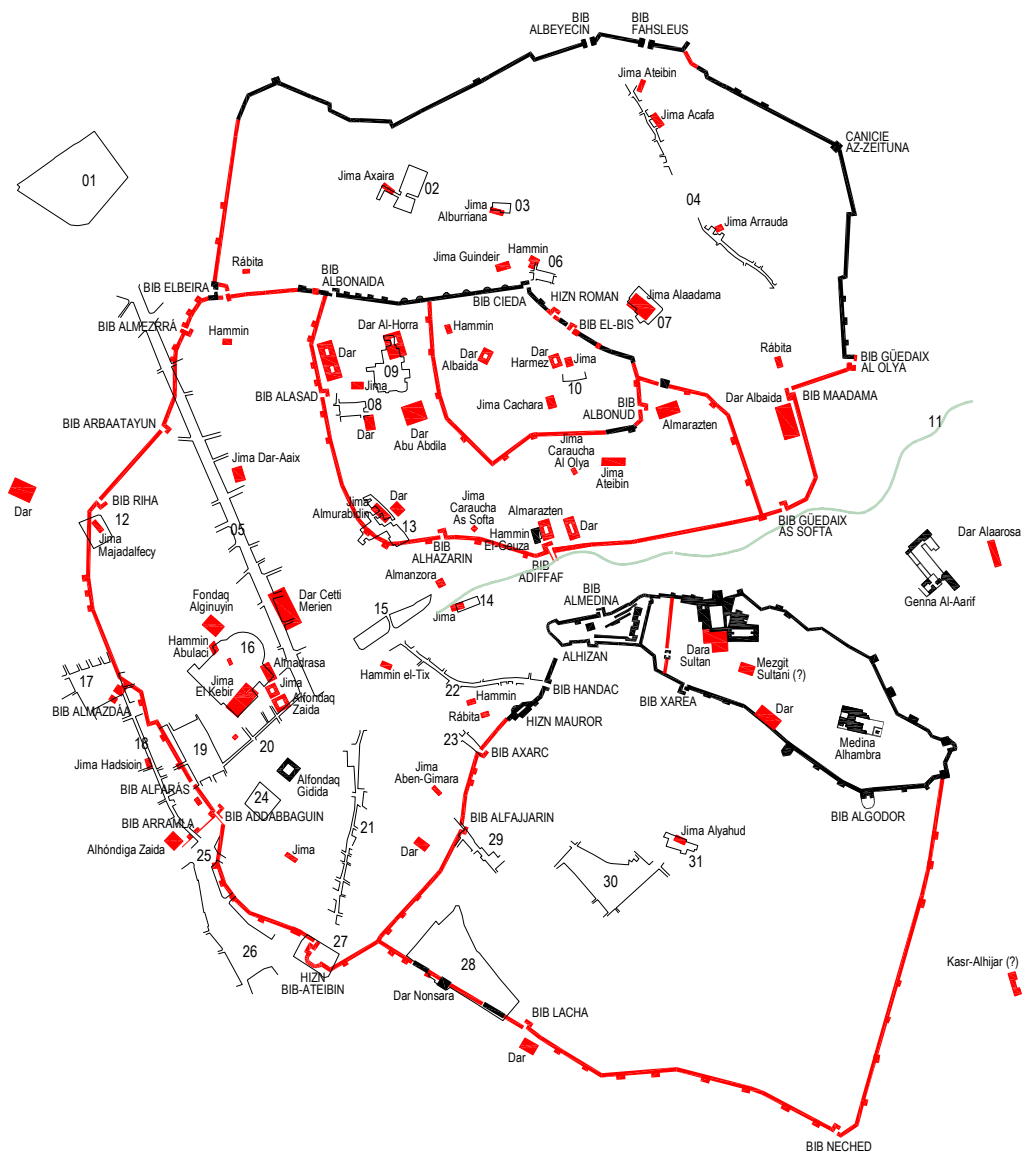 BIB
ALBEYECIN
BIB
FAHSLEUS
Jima Ateibin
Jima Acafa
CANICIE
AZ-ZEITUNA
01
Jima Axaira
02
03
Jima
Alburriana
04
Jima Arrauda
Rábita
BIB
ALBONAIDA
Jima Guindeir
Hammin
06
BIB ELBEIRA
BIB CIEDA
HIZN ROMAN
Jima Alaadama
07
BIB ALMEZRRÁ
Hammin
Dar Al-Horra
Hammin
BIB EL-BIS
Dar
09
Dar
Albaida
Dar
Harmez
Jima
10
Rábita
BIB GÜEDAIX
AL OLYA
Jima
BIB ALASAD
08
Dar
Dar
Abu Abdila
Jima Cachara
BIB
ALBONUD
Almarazten
Dar Albaida
BIB MAADAMA
11
BIB ARBAATAYUN
Jima Dar-Aaix
Jima
Caraucha
Al Olya
Jima
Ateibin
Dar
BIB RIHA
12
Jima
Majadalfecy
05
Jima
Almurabidin
Dar
13
Jima
Caraucha
As Softa
BIB
ALHAZARIN
Almarazten
Hammin
El-Geuza
Dar
BIB
ADIFFAF
BIB GÜEDAIX
AS SOFTA
Dar Alaarosa
Genna Al-Aarif
Almanzora
Fondaq
Alginuyin
Dar Cetti
Merien
15
Jima
14
BIB
ALMEDINA
Hammin
Abulaci
16
Almadrasa
Jima
El Kebir
Jima
Alfondaq
Zaida
Hammin el-Tix
22
ALHIZAN
Dara
Sultan
Mezgit
Sultani (?)
17
BIB ALMAZDÁA
Hammin
Rábita
BIB HANDAC
HIZN MAUROR
BIB XAREA
Dar
Medina
Alhambra
18
19
20
Jima Hadsioin
Alfondaq
Gidida
23
BIB AXARC
Jima
Aben-Gimara
BIB ALFARÁS
24
BIB ADDABBAGUIN
BIB ARRAMLA
Alhóndiga Zaida
21
BIB ALFAJJARIN
BIB ALGODOR
25
Jima
Dar
29
Jima Alyahud
31
30
26
27
HIZN
BIB-ATEIBIN
28
Dar Nonsara
BIB LACHA
Dar
Kasr-Alhijar (?)
BIB NECHED